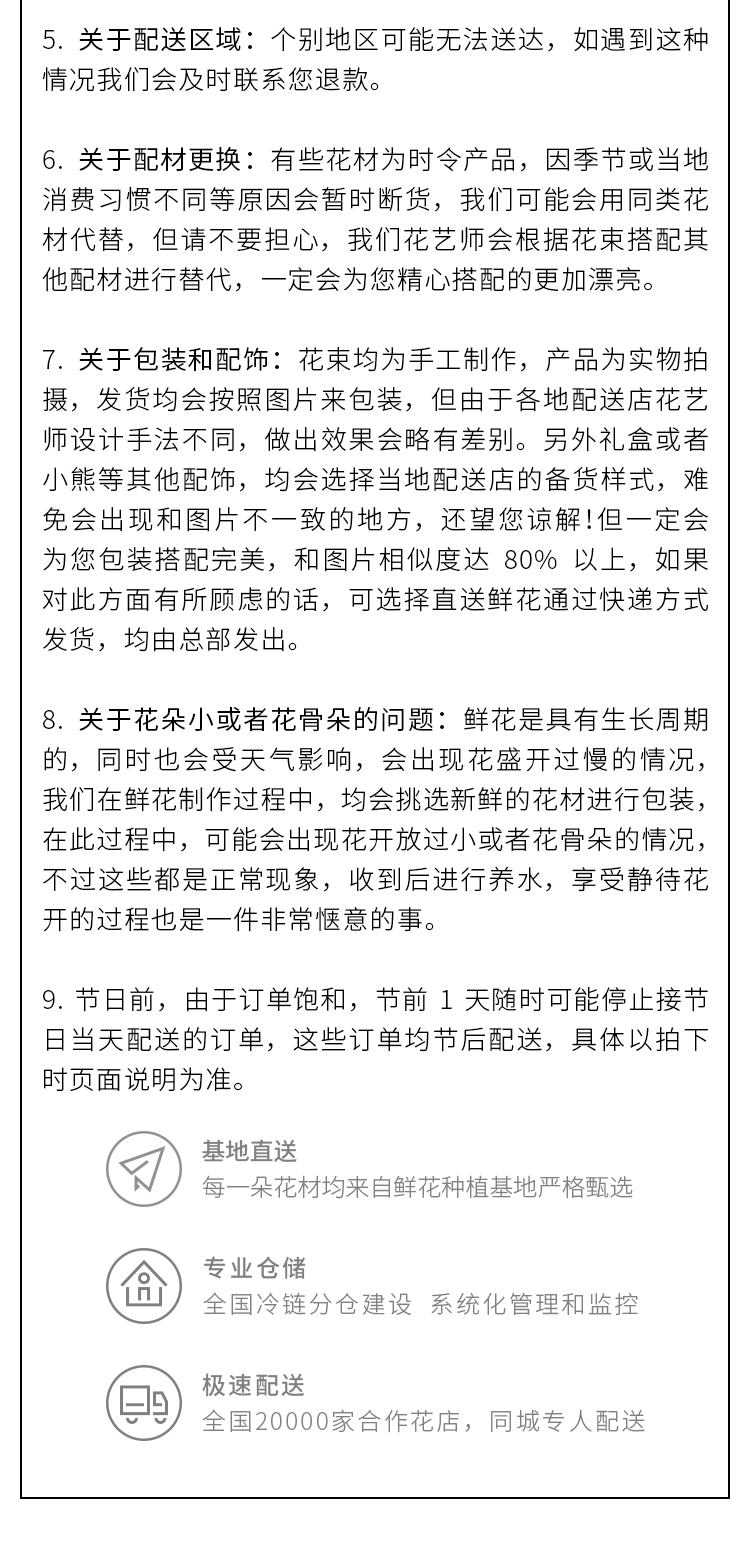 5. 关于配送区域：个别地区可能无法送达，如遇到这种
情况我们会及时联系您退款。
6. 关于配材更换：有些花材为时令产品，因季节或当地
消费习惯不同等原因会暂时断货，我们可能会用同类花
材代替，但请不要担心，我们花艺师会根据花束搭配其
他配材进行替代，一定会为您精心搭配的更加漂亮。
7. 关于包装和配饰：花束均为手工制作，产品为实物拍
摄，发货均会按照图片来包装，但由于各地配送店花艺
师设计手法不同，做出效果会略有差别。另外礼盒或者
小熊等其他配饰，均会选择当地配送店的备货样式，难
免会出现和图片不一致的地方，还望您谅解!但一定会
为您包装搭配完美，和图片相似度达 80% 以上，如果
对此方面有所顾虑的话，可选择直送鲜花通过快递方式
发货，均由总部发出。
8. 关于花朵小或者花骨朵的问题：鲜花是具有生长周期
的，同时也会受天气影响，会出现花盛开过慢的情况，
我们在鲜花制作过程中，均会挑选新鲜的花材进行包装，
在此过程中，可能会出现花开放过小或者花骨朵的情况，
不过这些都是正常现象，收到后进行养水，享受静待花
开的过程也是一件非常惬意的事。
9. 节日前，由于订单饱和，节前 1 天随时可能停止接节
日当天配送的订单，这些订单均节后配送，具体以拍下
时页面说明为准。
基地直送
每一朵花材均来自鲜花种植基地严格甄选
专业仓储
全国冷链分仓建设 系统化管理和监控
极速配送
全国20000家合作花店，同城专人配送